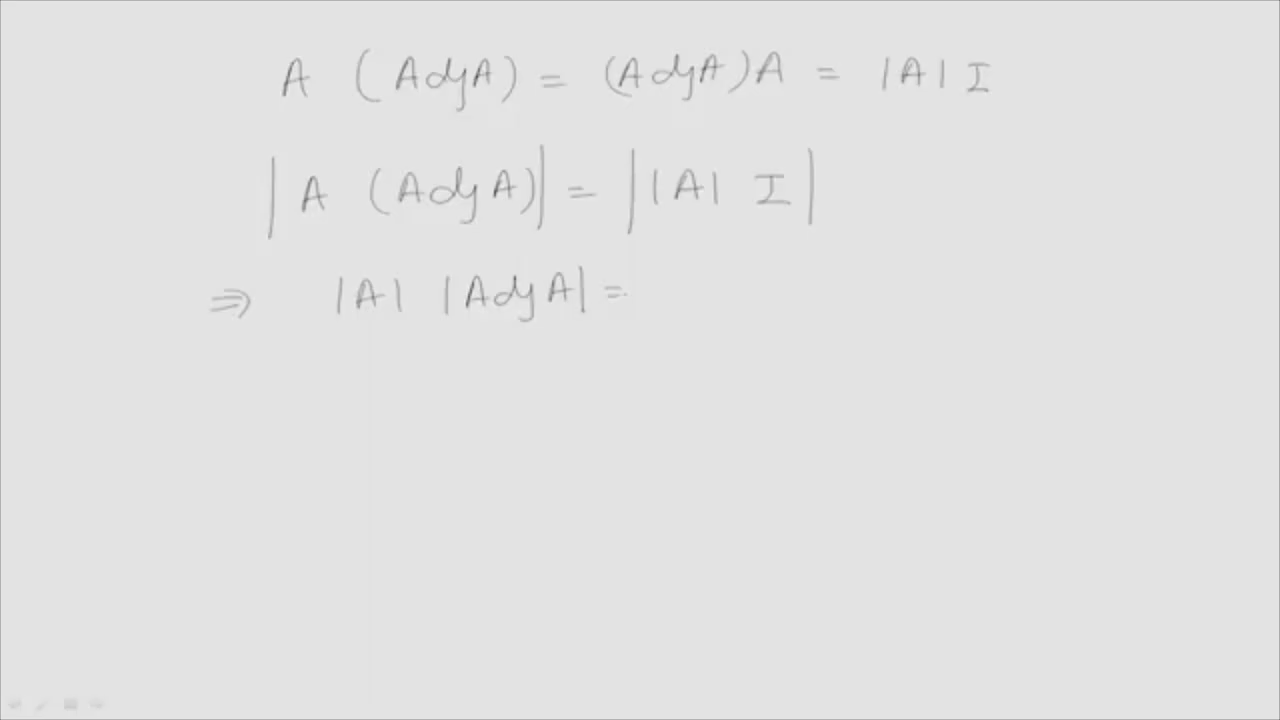 A (AdjA) = (AdjA)A = |A| I
|A (AdjA)| = ||A| I|
⇒ |A| |AdjA| =